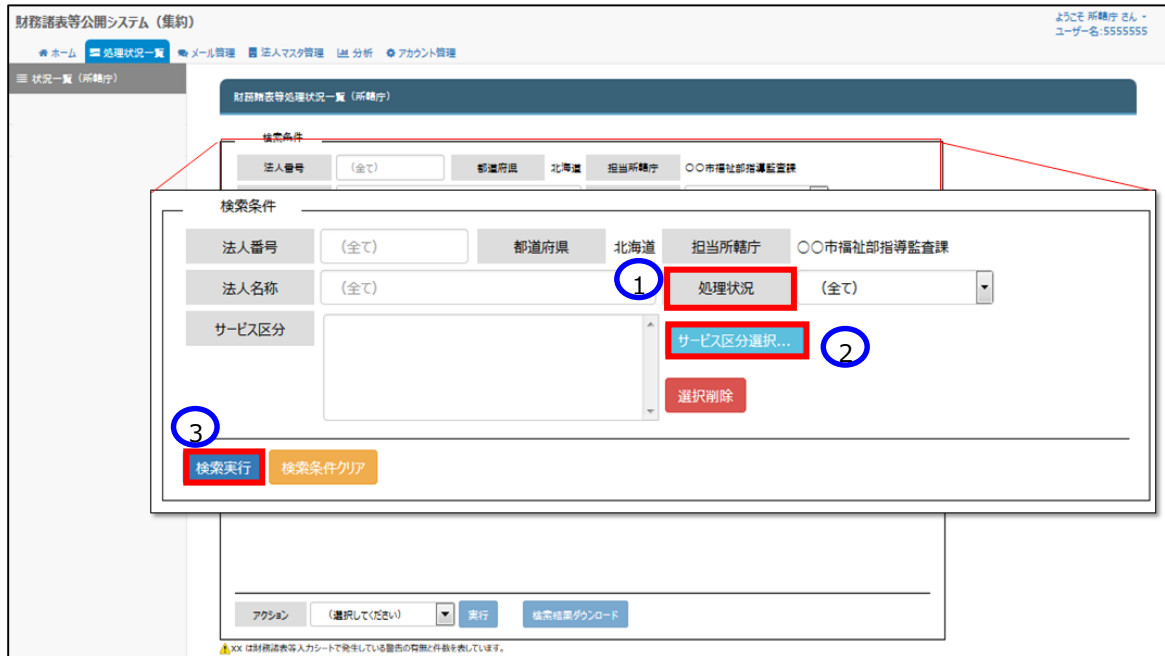 財務諸表等公開システム（集約）
ようこそ 所轄庁 さん
ユーザー名:5555555
ホーム 処理状況一覧 メール管理 法人マスタ管理 分析 アカウント管理
状況一覧（所轄庁）
財務諸表等処理状況一覧（所轄庁）
検索条件
法人番号 （全て） 都道府県 北海道 担当所轄庁 〇〇市福祉部指導監査課
検索条件
法人番号 （全て） 都道府県 北海道 担当所轄庁 〇〇市福祉部指導監査課
法人名称 （全て） 1 処理状況 （全て）
サービス区分 サービス区分選択... 2
選択削除
3
検索実行 検索条件クリア
アクション （選択してください） 実行 検索結果ダウンロード
xx は財務諸表等入力シートで発生している警告の有無と件数を表しています。